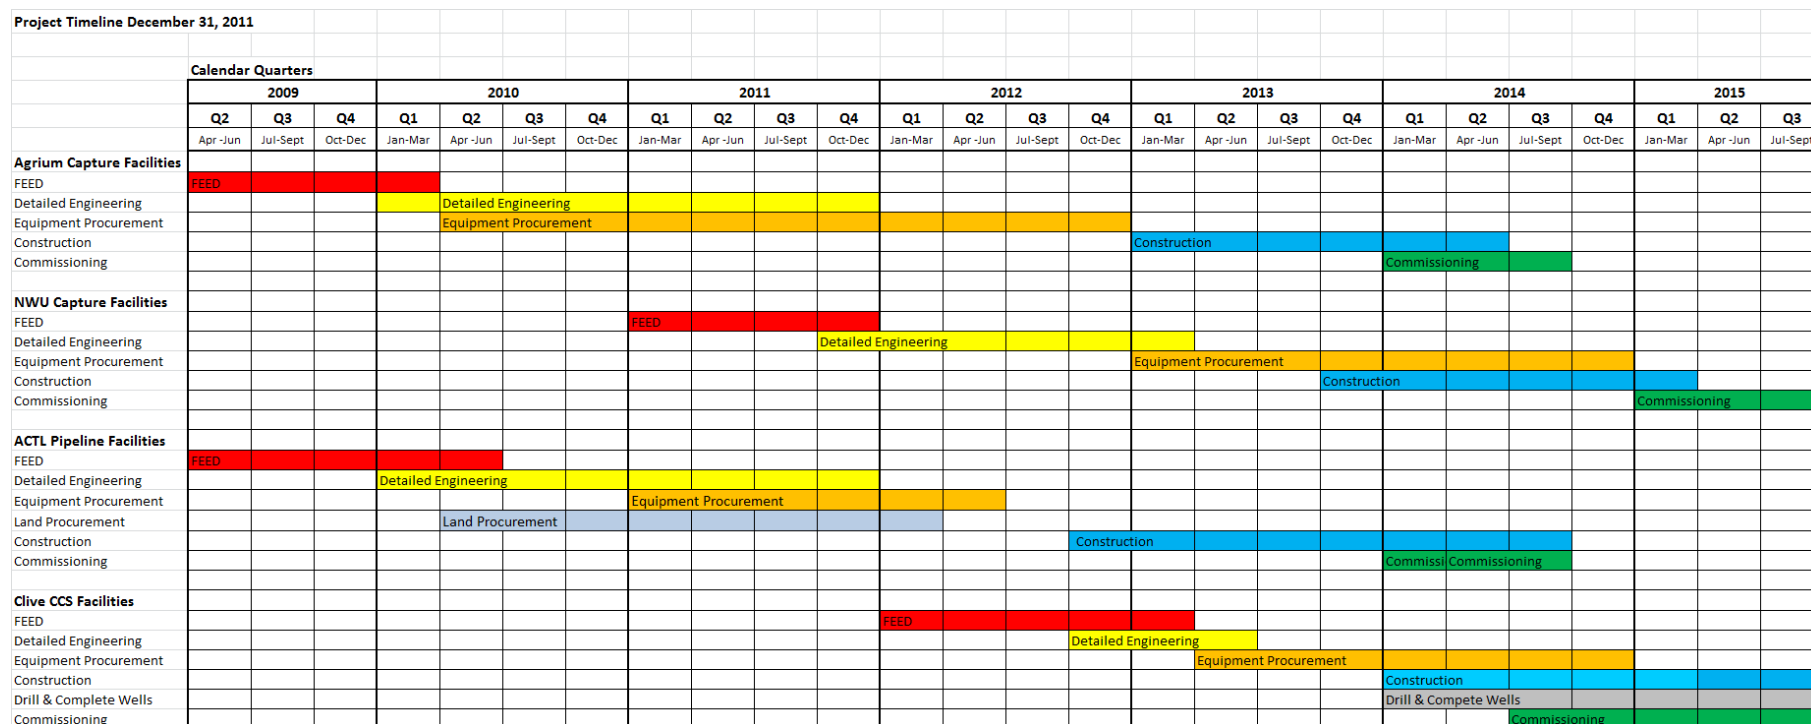 Project Timeline December 31, 2011
Calendar Quarters
2009 2010 2011 2012 2013 2014 2015
Q2 Q3 Q4 Q1 Q2 Q3 Q4 Q1 Q2 Q3 Q4 Q1 Q2 Q3 Q4 Q1 Q2 Q3 Q4 Q1 Q2 Q3 Q4 Q1 Q2 Q3
Apr -Jun Jul-Sept Oct-Dec Jan-Mar Apr -Jun Jul-Sept Oct-Dec Jan-Mar Apr -Jun Jul-Sept Oct-Dec Jan-Mar Apr -Jun Jul-Sept Oct-Dec Jan-Mar Apr -Jun Jul-Sept Oct-Dec Jan-Mar Apr -Jun Jul-Sept Oct-Dec Jan-Mar Apr -Jun Jul-Sept
Agrium Capture Facilities
FEED FEED
Detailed Engineering Detailed Engineering
Equipment Procurement Equipment Procurement
Construction Construction
Commissioning Commissioning
NWU Capture Facilities
FEED FEED
Detailed Engineering Detailed Engineering
Equipment Procurement Equipment Procurement
Construction Construction
Commissioning Commissioning
ACTL Pipeline Facilities
FEED FEED
Detailed Engineering Detailed Engineering
Equipment Procurement Equipment Procurement
Land Procurement Land Procurement
Construction Construction
Commissioning Commissi Commissioning
Clive CCS Facilities
FEED FEED
Detailed Engineering Detailed Engineering
Equipment Procurement Equipment Procurement
Construction Construction
Drill & Complete Wells Drill & Compete Wells
Commissioning Commissioning